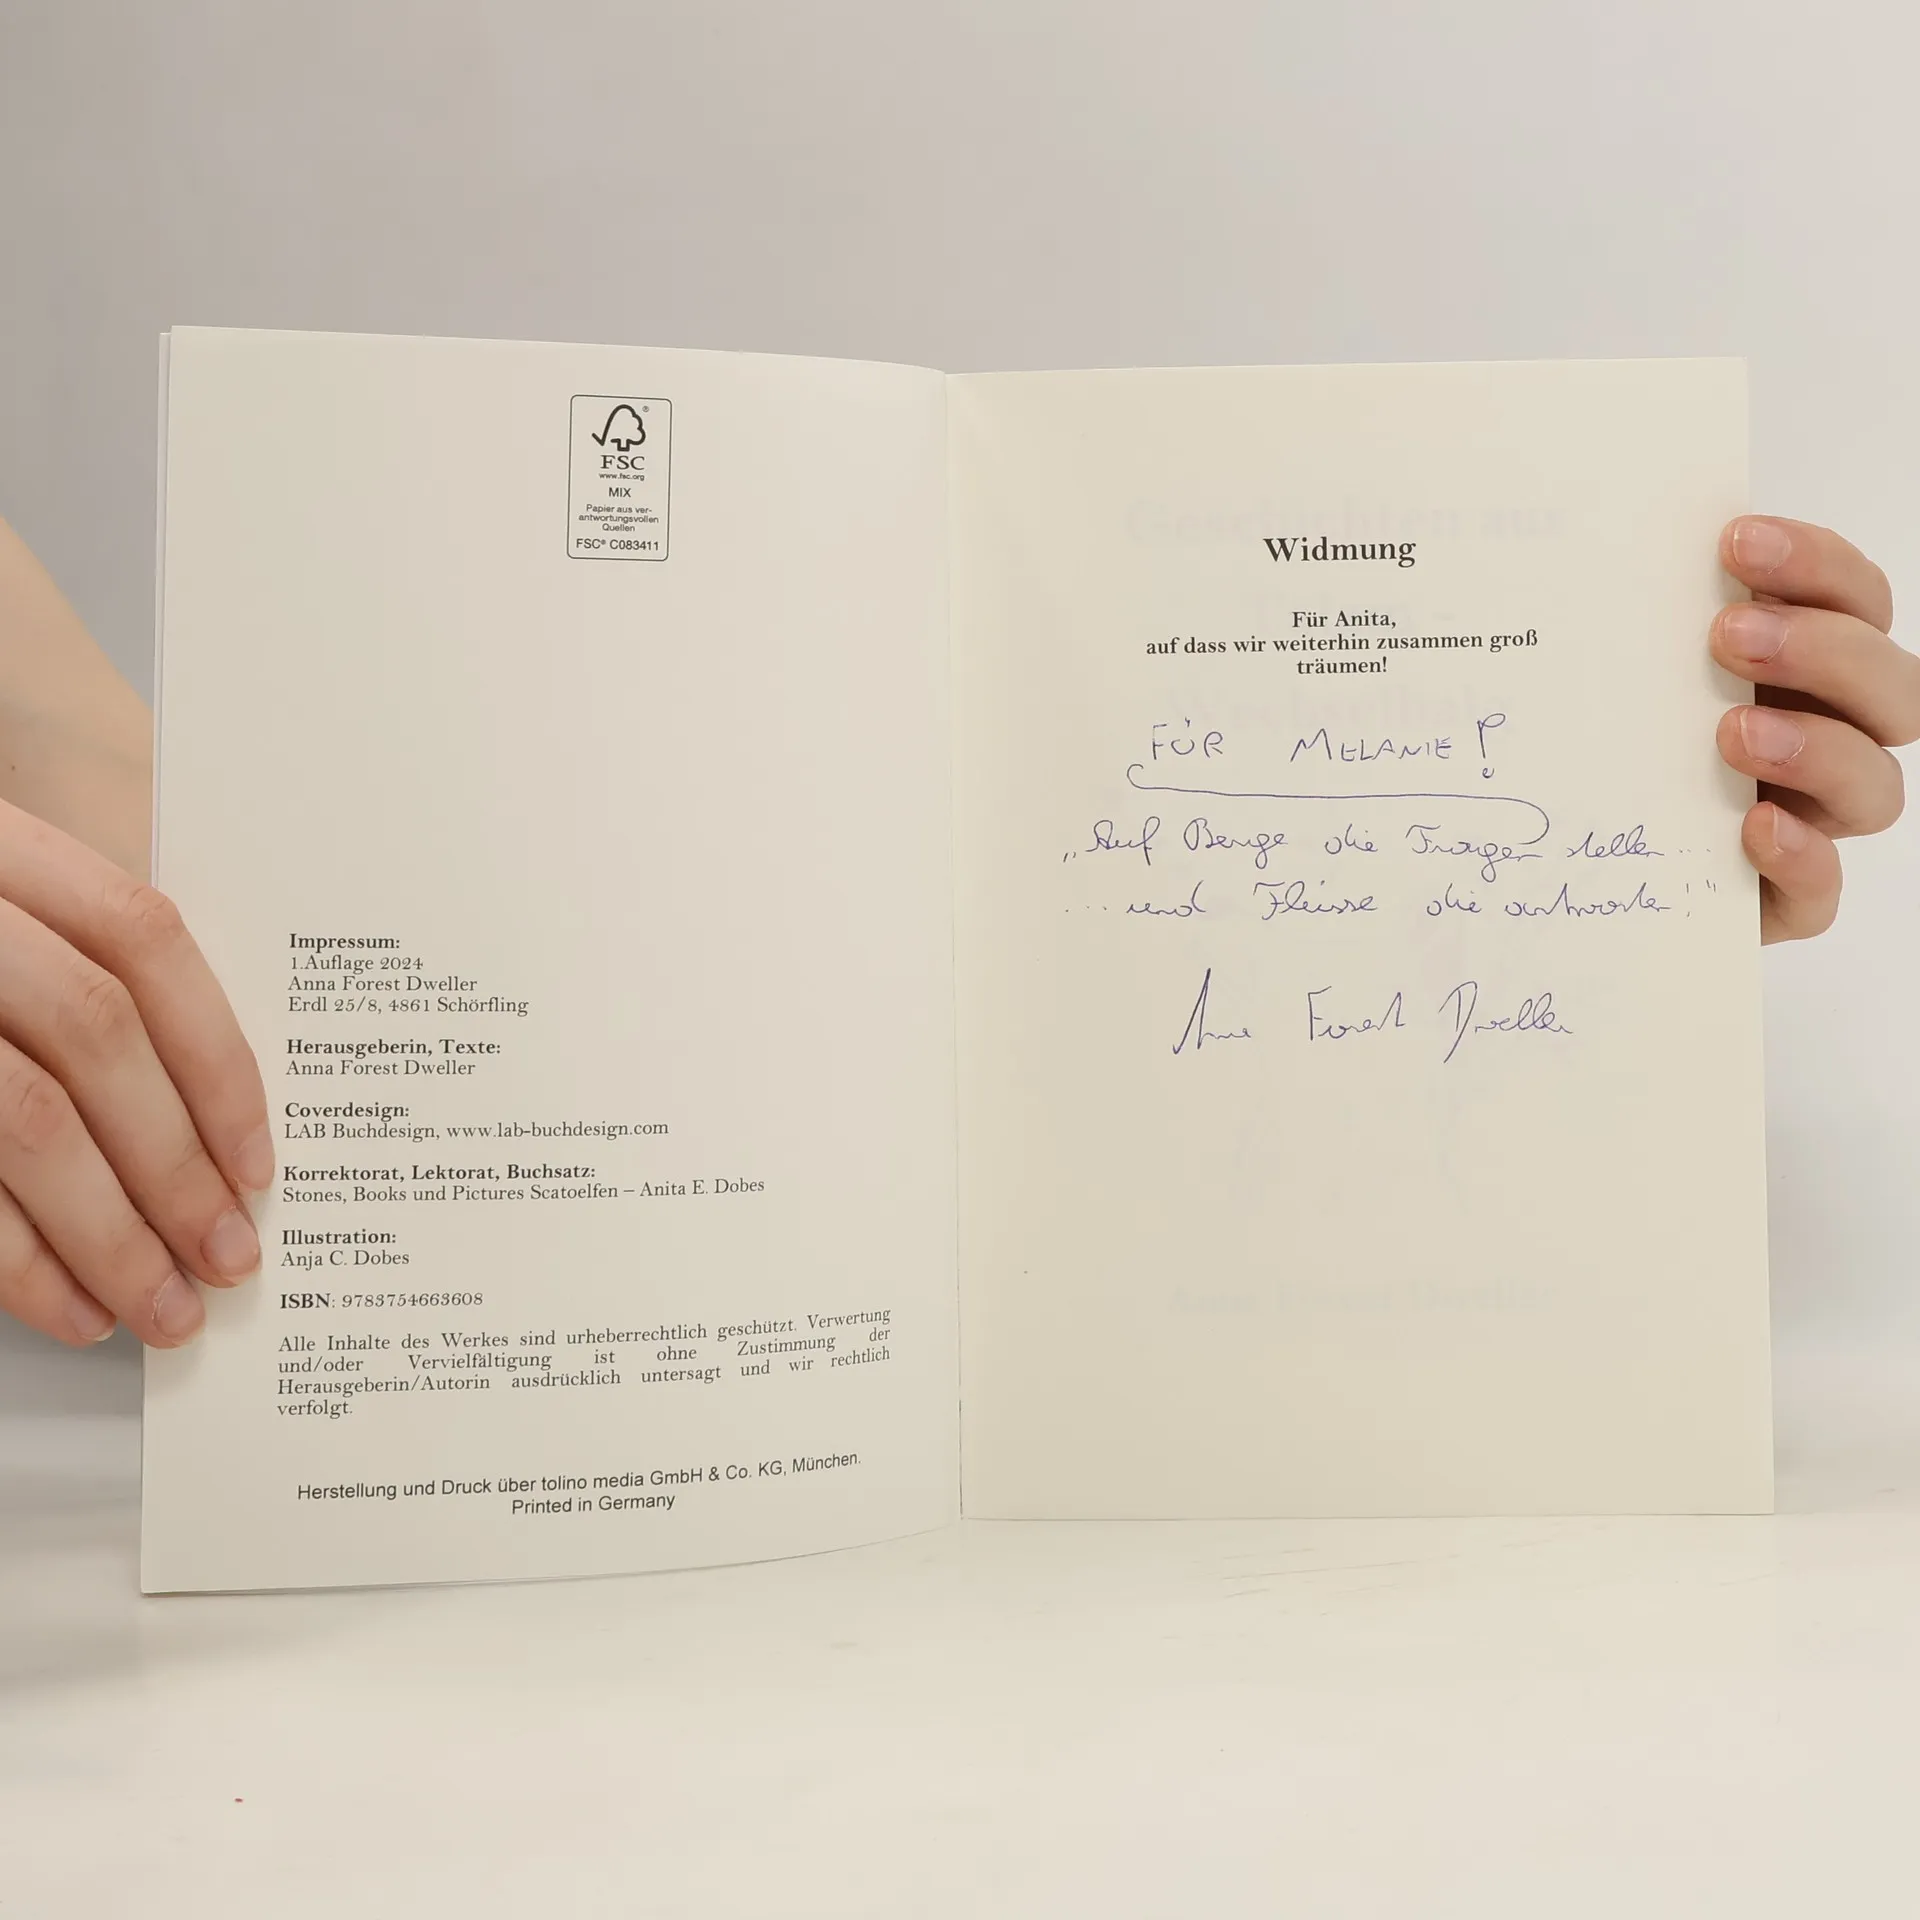 FSC®
www.fsc.org
MIX
Papier aus ver-
antwortungsvollen
Quellen
FSC® C083411
Impressum:
1.Auflage 2024
Anna Forest Dweller
Erdl 25/8, 4861 Schörfling
Herausgeberin, Texte:
Anna Forest Dweller
Coverdesign:
LAB Buchdesign, www.lab-buchdesign.com
Korrektorat, Lektorat, Buchsatz:
Stones, Books und Pictures Scatoelfen – Anita E. Dobes
Illustration:
Anja C. Dobes
ISBN: 9783754663608
Alle Inhalte des Werkes sind urheberrechtlich geschützt. Verwertung
und/oder Vervielfältigung ist ohne Zustimmung der
Herausgeberin/Autorin ausdrücklich untersagt und wir rechtlich
verfolgt.
Herstellung und Druck über tolino media GmbH & Co. KG, München.
Printed in Germany
Widmung
Für Anita,
auf dass wir weiterhin zusammen groß
träumen!
FÜR MELANIE!
„Auf Berge die Fragen stellen...
... und Flüsse die antworten!"
Anna Forest Dweller